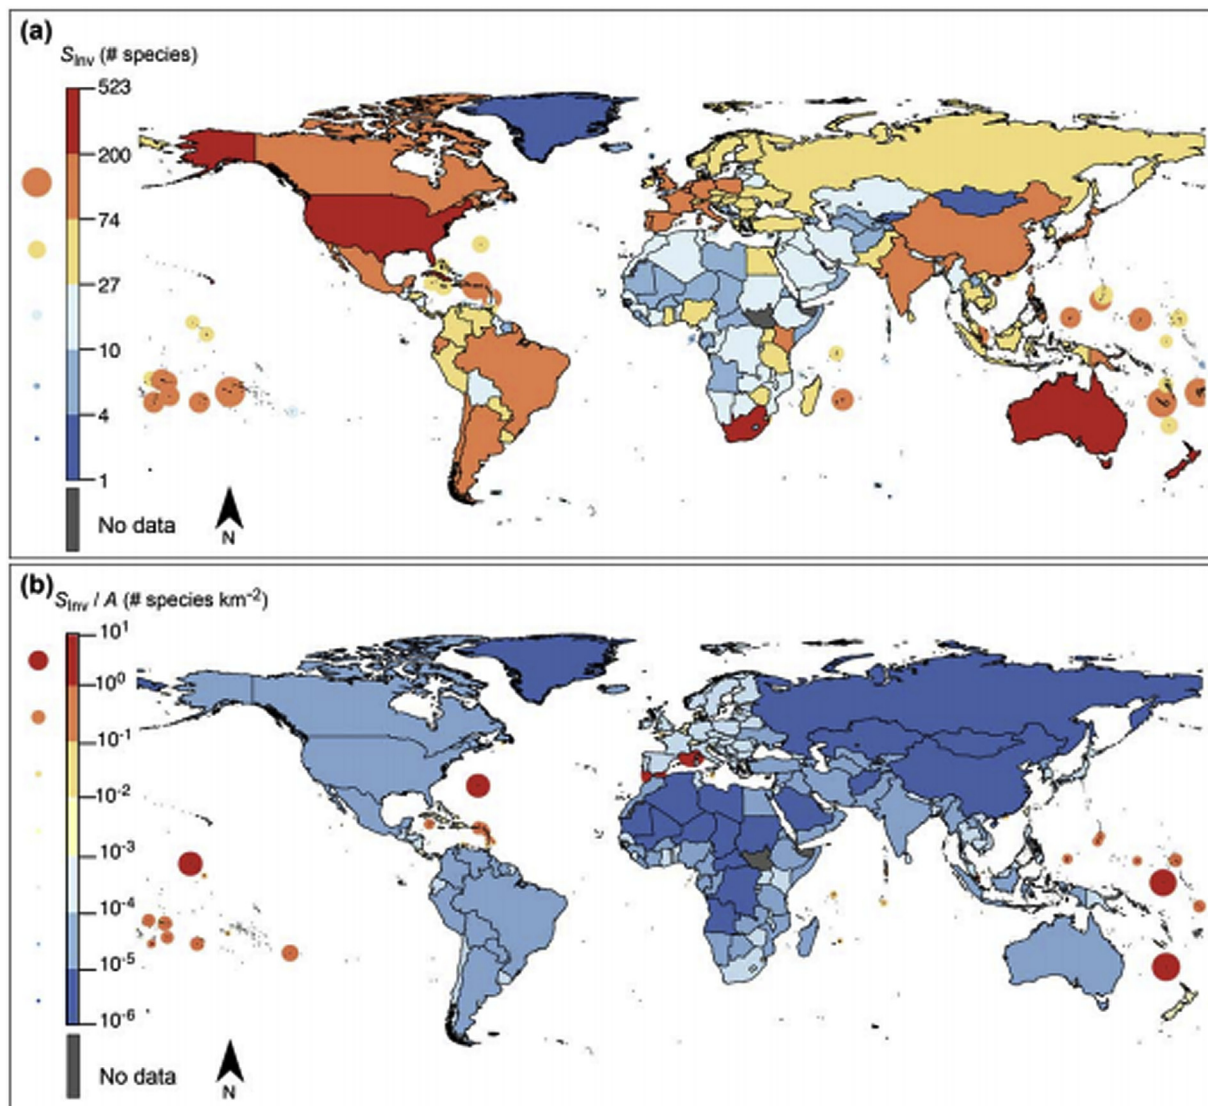 (a)
S_Inv (# species)
523
200
74
27
10
4
1
No data
N
(b)
S_Inv / A (# species km⁻²)
10¹
10⁰
10⁻¹
10⁻²
10⁻³
10⁻⁴
10⁻⁵
10⁻⁶
No data
N